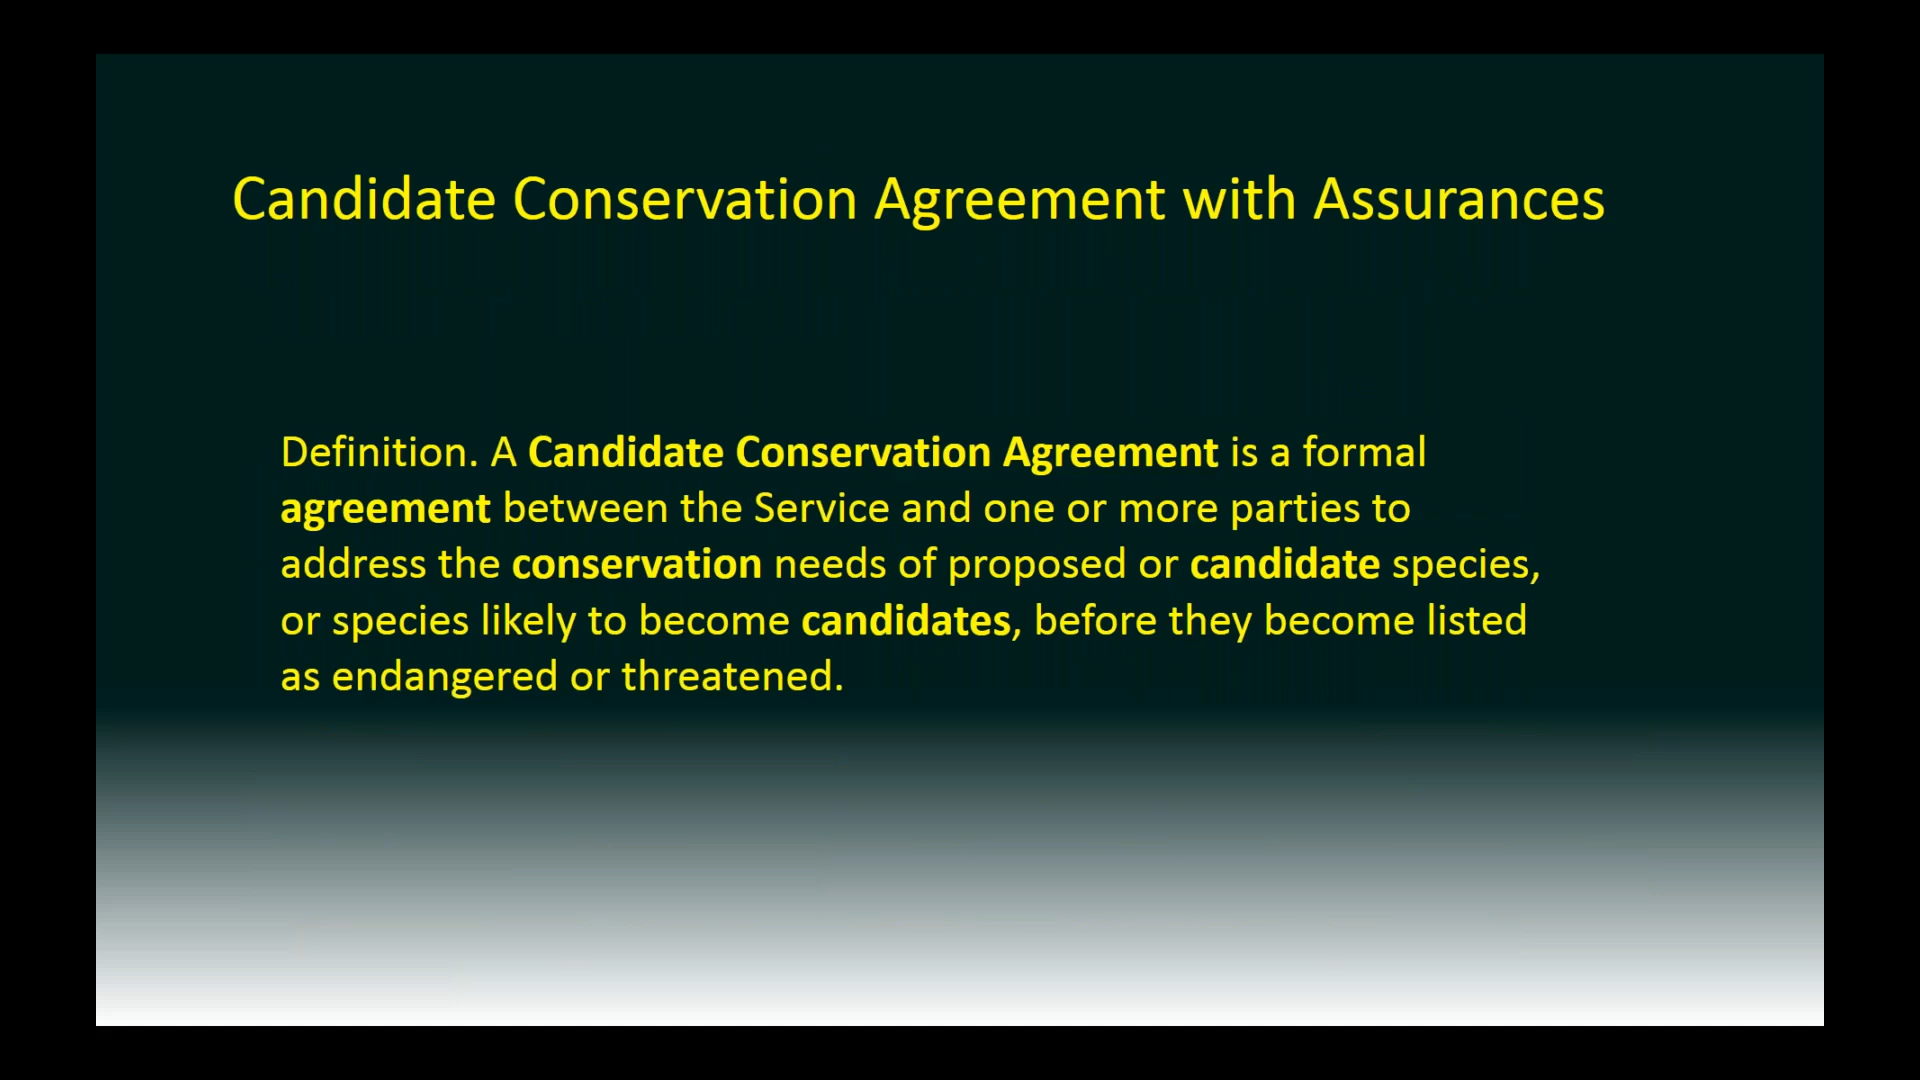 Candidate Conservation Agreement with Assurances
Definition. A Candidate Conservation Agreement is a formal
agreement between the Service and one or more parties to
address the conservation needs of proposed or candidate species,
or species likely to become candidates, before they become listed
as endangered or threatened.